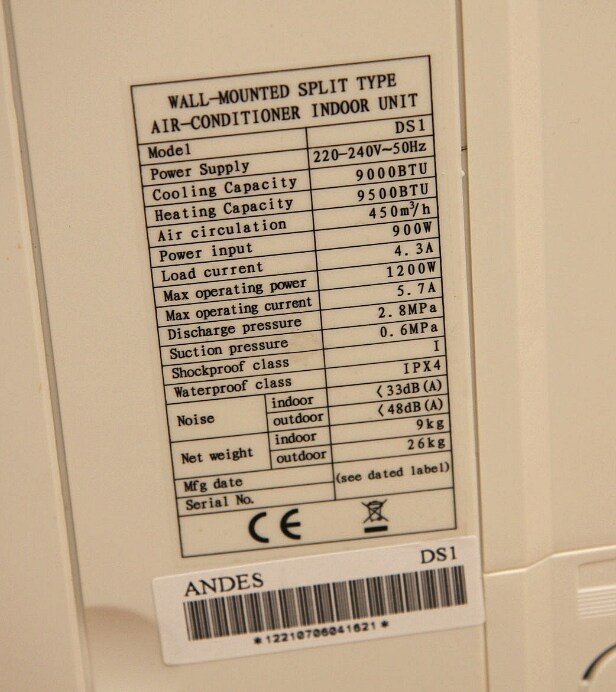 WALL-MOUNTED SPLIT TYPE
AIR-CONDITIONER INDOOR UNIT
Model DS1
Power Supply 220-240V~50Hz
Cooling Capacity 9000BTU
Heating Capacity 9500BTU
Air circulation 450m³/h
Power input 900W
Load current 4.3A
Max operating power 1200W
Max operating current 5.7A
Discharge pressure 2.8MPa
Suction pressure 0.6MPa
Shockproof class I
Waterproof class IPX4
Noise indoor <33dB(A)
outdoor <48dB(A)
Net weight indoor 9kg
outdoor 26kg
Mfg date (see dated label)
Serial No.
CE
ANDES DS1
*12210706041621*